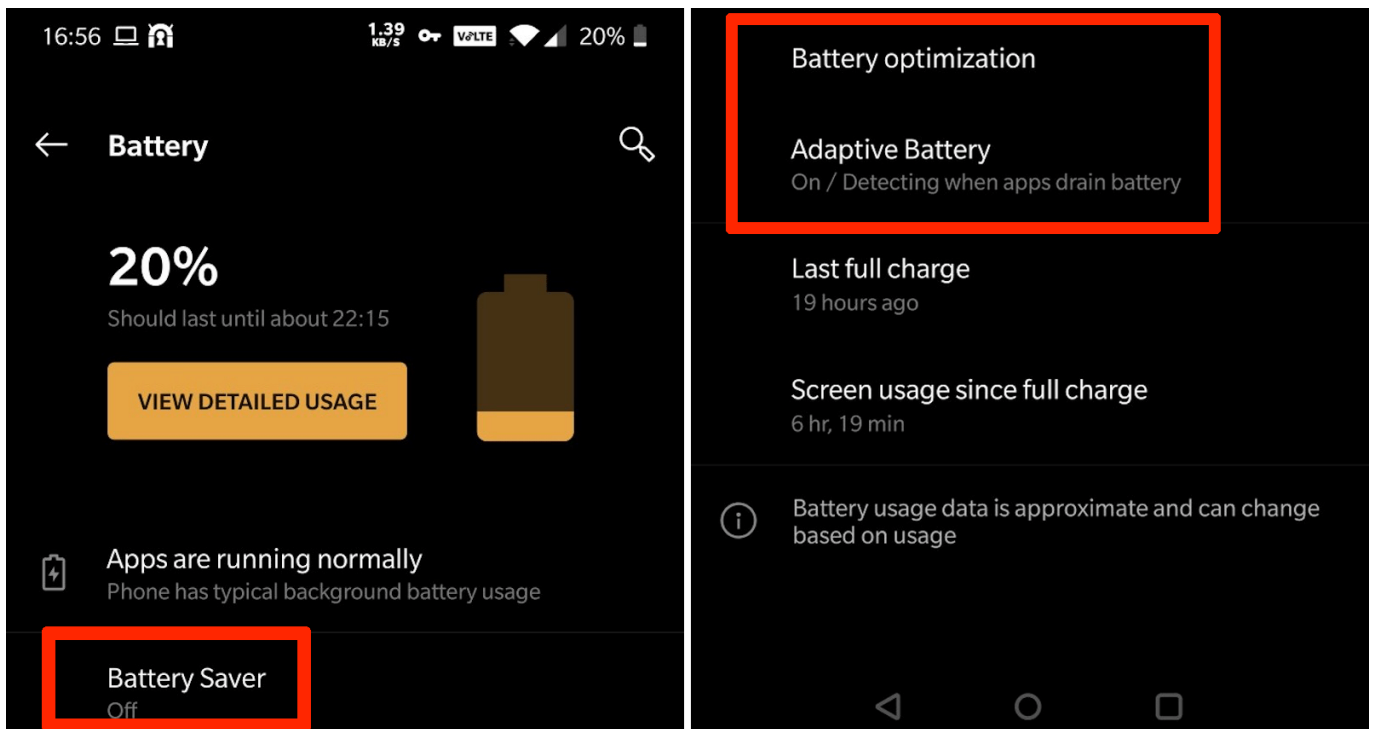 16:56 1.39 KB/S VoLTE 20%
Battery
20%
Should last until about 22:15
VIEW DETAILED USAGE
Apps are running normally
Phone has typical background battery usage
Battery Saver
Off
Battery optimization
Adaptive Battery
On / Detecting when apps drain battery
Last full charge
19 hours ago
Screen usage since full charge
6 hr, 19 min
Battery usage data is approximate and can change
based on usage